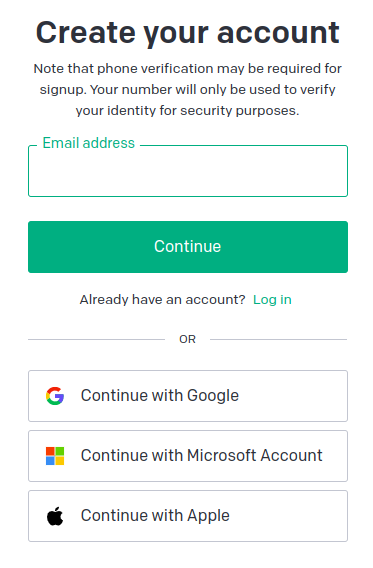 Create your account
Note that phone verification may be required for
signup. Your number will only be used to verify
your identity for security purposes.
Email address
Continue
Already have an account? Log in
OR
Continue with Google
Continue with Microsoft Account
Continue with Apple